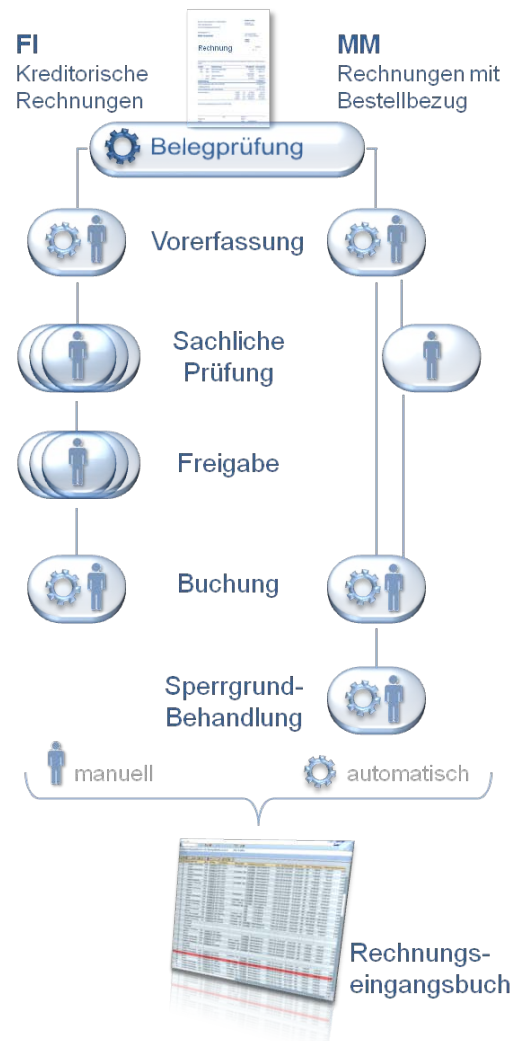 FI
Kreditorische
Rechnungen
MM
Rechnungen mit
Bestellbezug
Rechnung
Belegprüfung
Vorerfassung
Sachliche
Prüfung
Freigabe
Buchung
Sperrgrund-
Behandlung
manuell
automatisch
Rechnungs-
eingangsbuch